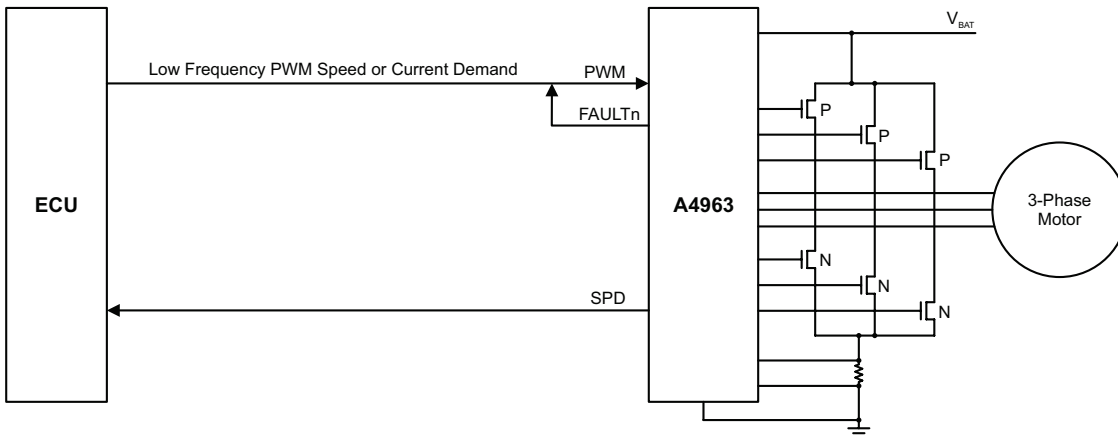 V_BAT
Low Frequency PWM Speed or Current Demand
PWM
FAULTn
P
P
P
ECU
A4963
3-Phase
Motor
N
N
N
SPD